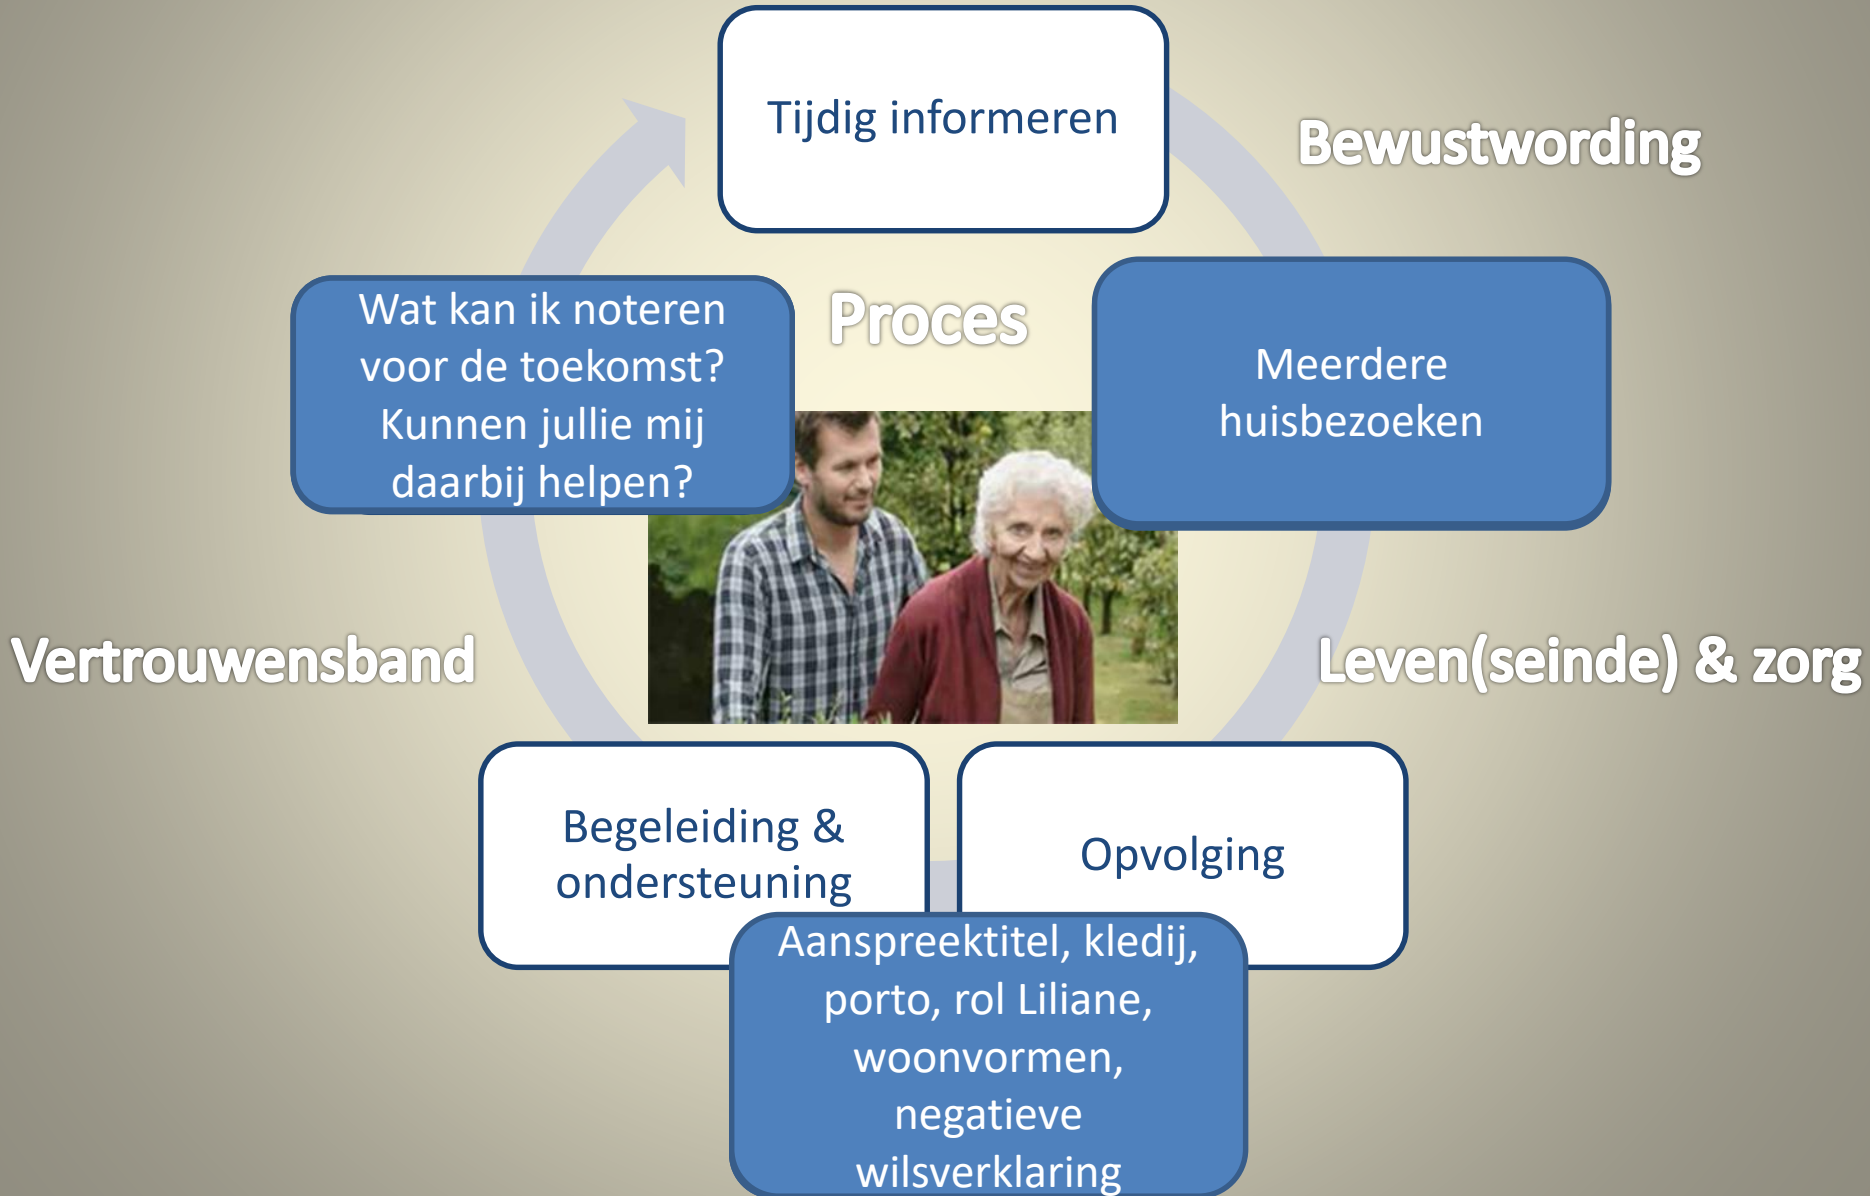 Tijdig informeren
Bewustwording
Wat kan ik noteren
voor de toekomst?
Kunnen jullie mij
daarbij helpen?
Proces
Meerdere
huisbezoeken
Vertrouwensband
Leven(seinde) & zorg
Begeleiding &
ondersteuning
Opvolging
Aanspreektitel, kledij,
porto, rol Liliane,
woonvormen,
negatieve
wilsverklaring